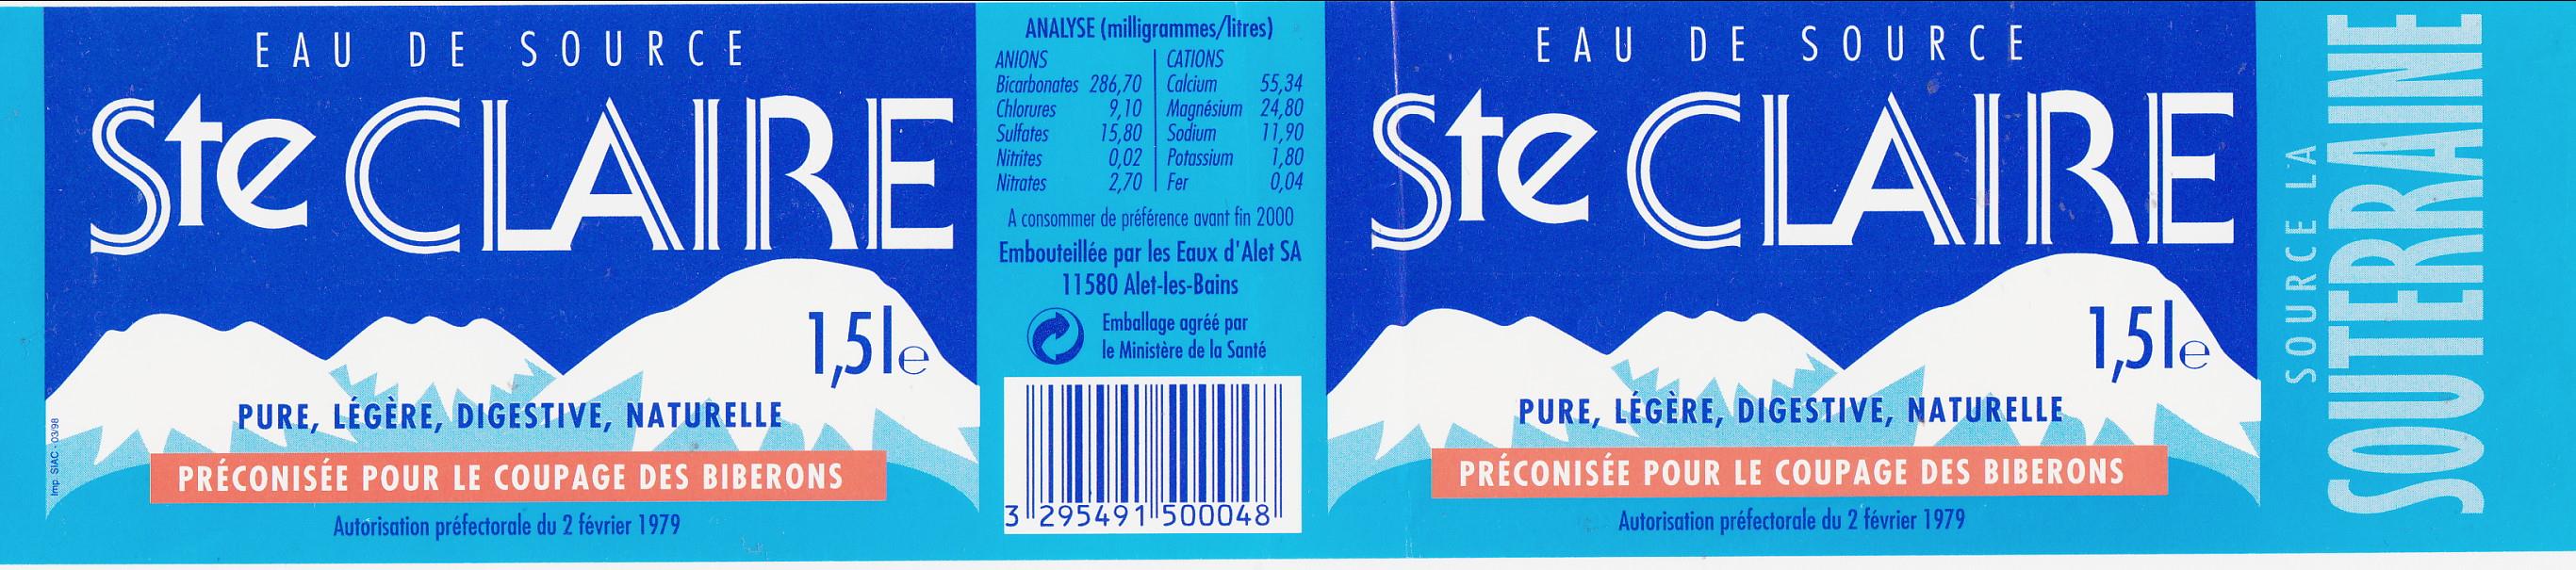 EAU DE SOURCE
Ste CLAIRE
1,5l e
PURE, LÉGÈRE, DIGESTIVE, NATURELLE
PRÉCONISÉE POUR LE COUPAGE DES BIBERONS
Autorisation préfectorale du 2 février 1979
Imp. SIAC - 03/98
ANALYSE (milligrammes/litres)
ANIONS CATIONS
Bicarbonates 286,70 Calcium 55,34
Chlorures 9,10 Magnésium 24,80
Sulfates 15,80 Sodium 11,90
Nitrites 0,02 Potassium 1,80
Nitrates 2,70 Fer 0,04
A consommer de préférence avant fin 2000
Embouteillée par les Eaux d'Alet SA
11580 Alet-les-Bains
Emballage agréé par
le Ministère de la Santé
3 295491 500048
EAU DE SOURCE
Ste CLAIRE
1,5l e
PURE, LÉGÈRE, DIGESTIVE, NATURELLE
PRÉCONISÉE POUR LE COUPAGE DES BIBERONS
Autorisation préfectorale du 2 février 1979
SOURCE LA
SOUTERRAINE